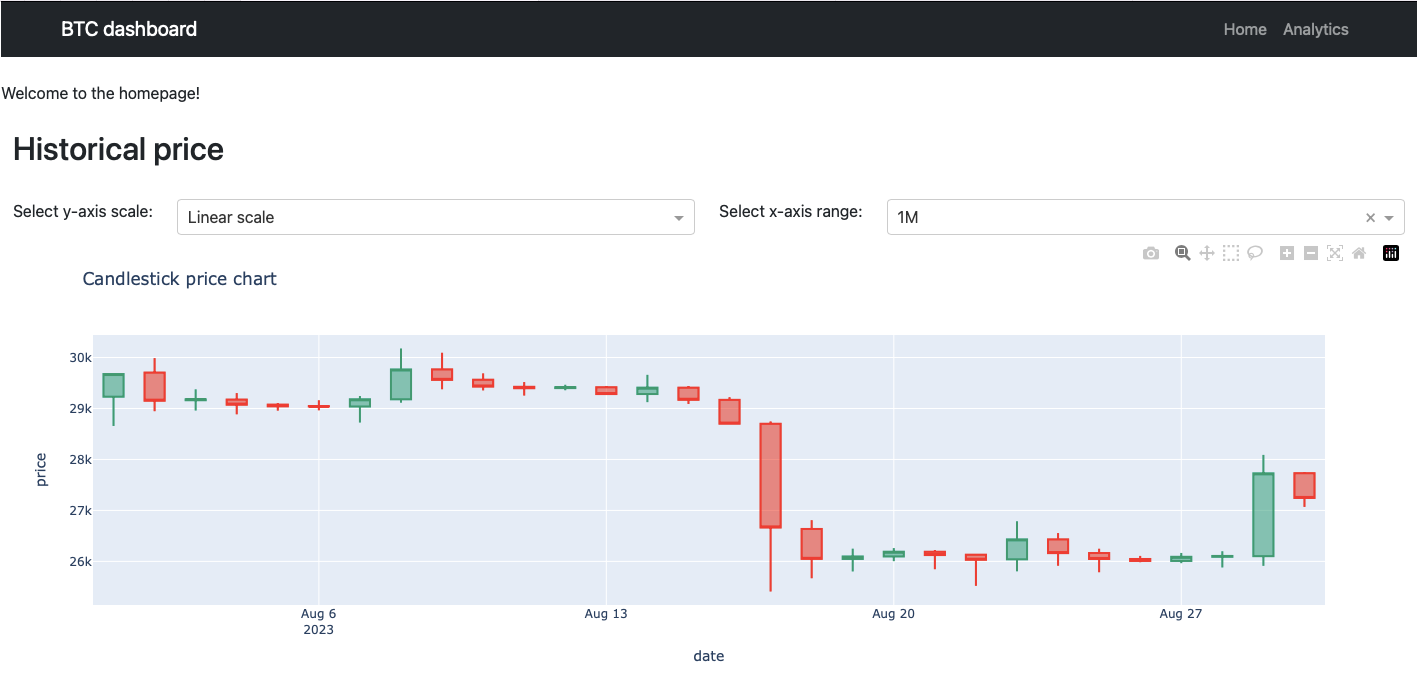 BTC dashboard Home Analytics
Welcome to the homepage!
Historical price
Select y-axis scale: Linear scale Select x-axis range: 1M
Candlestick price chart
30k
29k
28k
27k
26k
price
Aug 6 Aug 13 Aug 20 Aug 27
2023
date